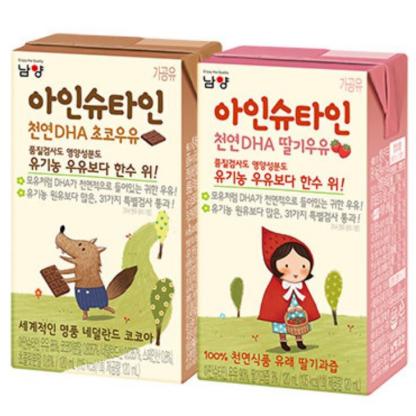 Enjoy the Quality
남양
가공유
아인슈타인
천연DHA 초코우유
품질검사도 영양성분도
유기농 우유보다 한수 위!
모유처럼 DHA가 천연적으로 들어있는 귀한 우유!
유기농 원유보다 많은, 31가지 특별검사 통과!
세계적인 명품 네덜란드 코코아
Enjoy the Quality
남양
가공유
아인슈타인
천연DHA 딸기우유
품질검사도 영양성분도
유기농 우유보다 한수 위!
모유처럼 DHA가 천연적으로 들어있는 귀한 우유!
유기농 원유보다 많은, 31가지 특별검사 통과!
100% 천연식품 유래 딸기과즙